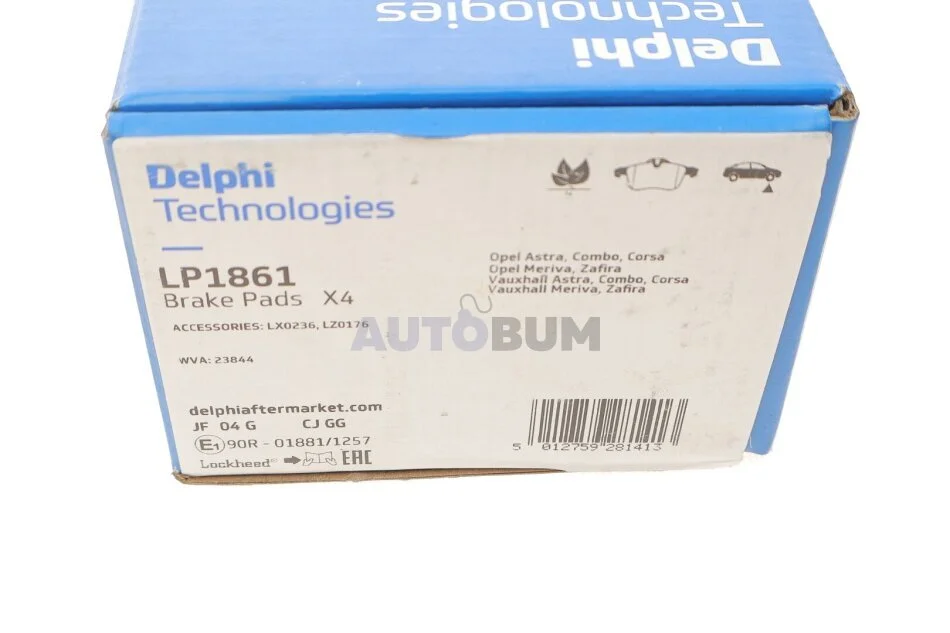 Delphi
Technologies
Delphi
Technologies
LP1861
Brake Pads X4
ACCESSORIES: LX0236, LZ0176
WVA: 23844
Opel Astra, Combo, Corsa
Opel Meriva, Zafira
Vauxhall Astra, Combo, Corsa
Vauxhall Meriva, Zafira
AUTOBUM
delphiaftermarket.com
JF 04 G CJ GG
E1 90R - 01881/1257
Lockheed EAC
5 012759 281413